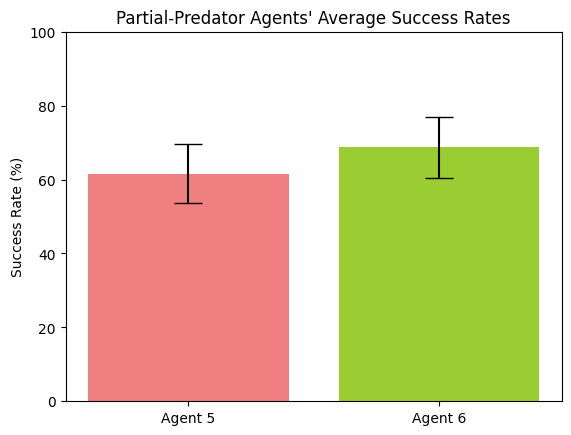 Partial-Predator Agents' Average Success Rates
100
80
60
40
20
0
Success Rate (%)
Agent 5
Agent 6